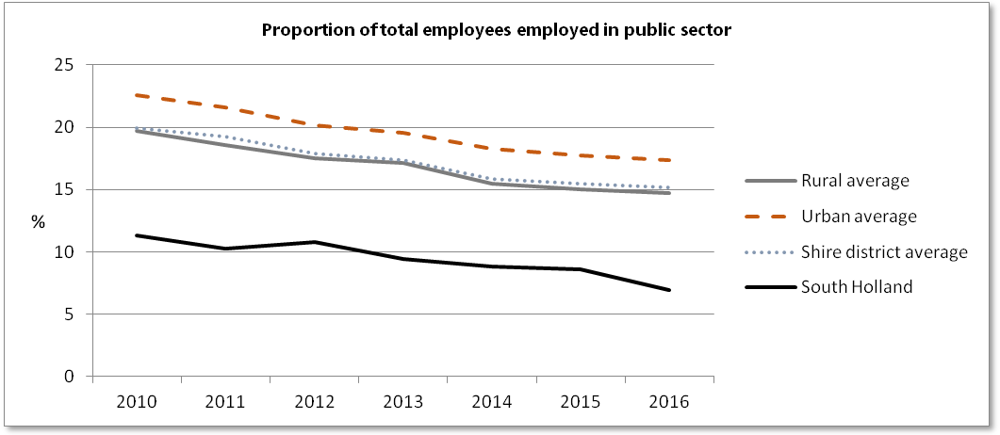 Proportion of total employees employed in public sector
25
20
15
10
5
0
%
2010 2011 2012 2013 2014 2015 2016
Rural average
Urban average
Shire district average
South Holland